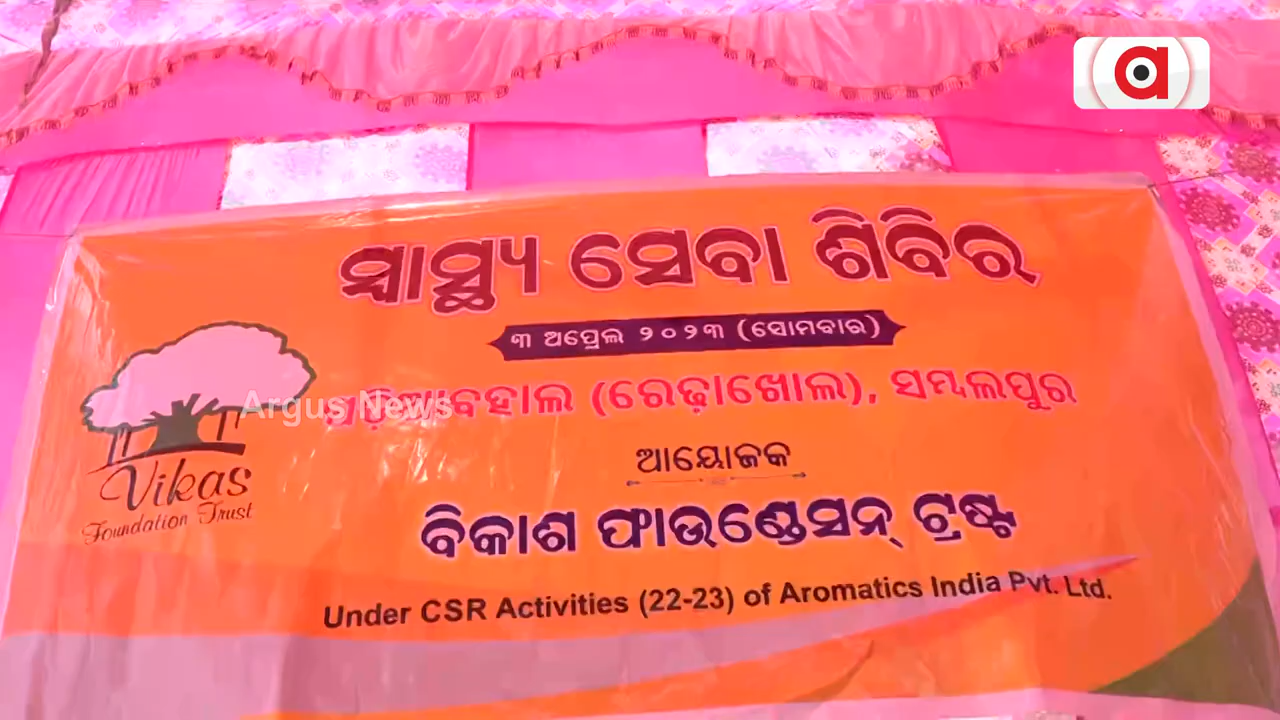 ସ୍ୱାସ୍ଥ୍ୟ ସେବା ଶିବିର
୩ ଅପ୍ରେଲ ୨୦୨୩ (ସୋମବାର)
(ରେଢ଼ାଖୋଲ), ସମ୍ବଲପୁର
Argus News
ଆୟୋଜକ
Vikas
Foundation Trust
ବିକାଶ ଫାଉଣ୍ଡେସନ୍ ଟ୍ରଷ୍ଟ
Under CSR Activities (22-23) of Aromatics India Pvt. Ltd.